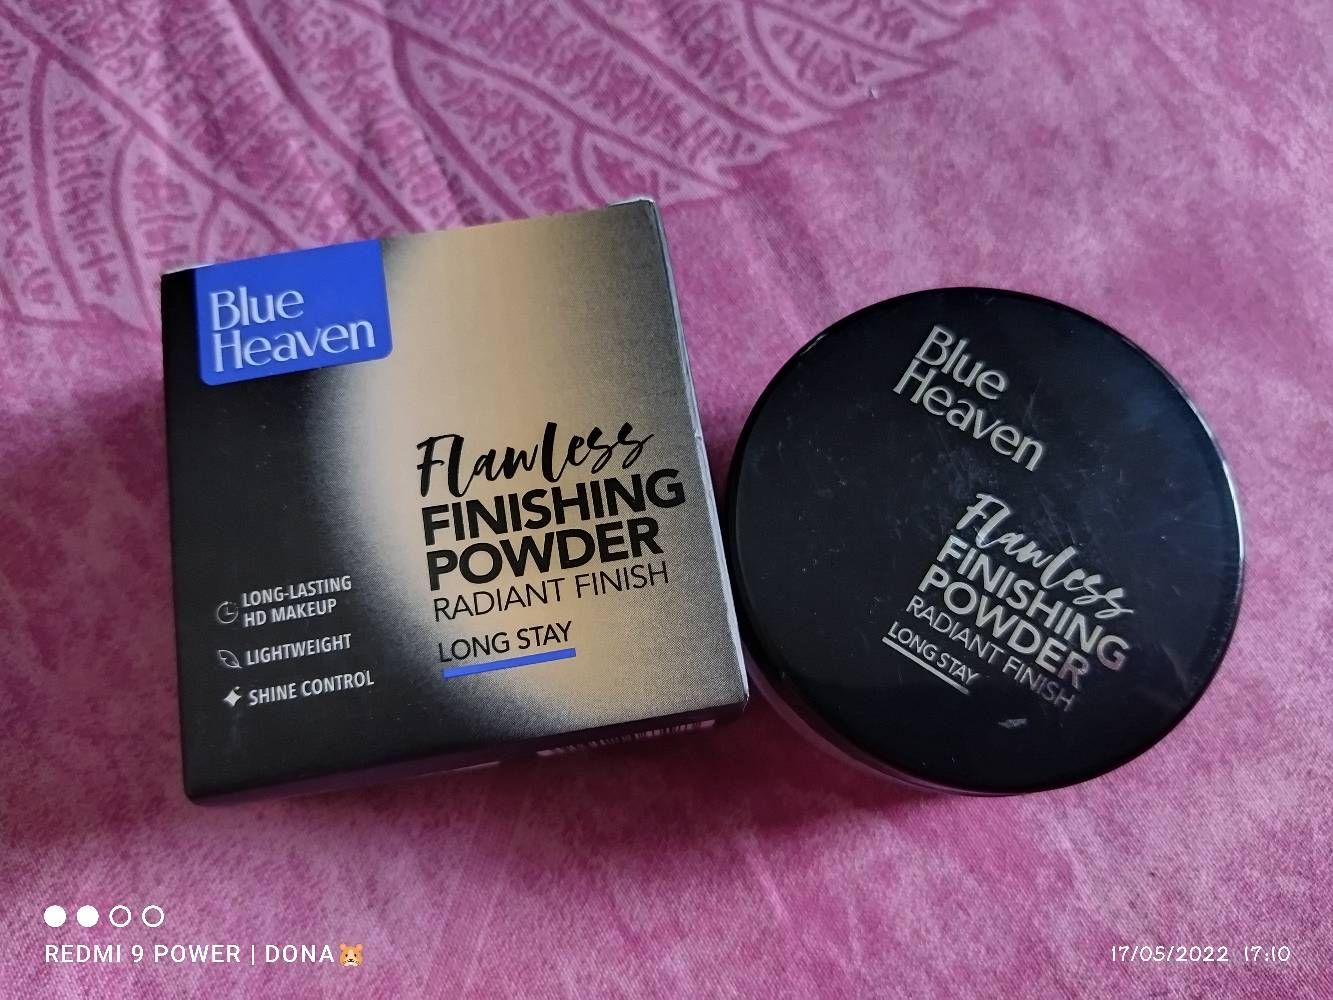 Blue
Heaven
Flawless
FINISHING
POWDER
RADIANT FINISH
LONG STAY
LONG-LASTING
HD MAKEUP
LIGHTWEIGHT
SHINE CONTROL
Blue
Heaven
Flawless
FINISHING
POWDER
RADIANT FINISH
LONG STAY
REDMI 9 POWER | DONA🐹
17/05/2022 17:10